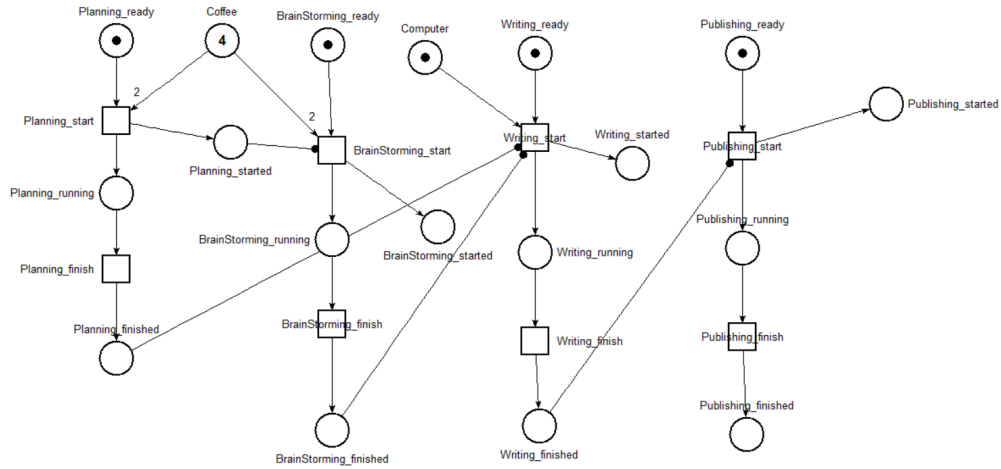 Planning_ready
Coffee
BrainStorming_ready
Computer
Writing_ready
Publishing_ready
4
2
2
Planning_start
Planning_started
BrainStorming_start
Writing_start
Writing_started
Publishing_start
Publishing_started
Planning_running
BrainStorming_running
BrainStorming_started
Writing_running
Publishing_running
Planning_finish
BrainStorming_finish
Writing_finish
Publishing_finish
Planning_finished
BrainStorming_finished
Writing_finished
Publishing_finished